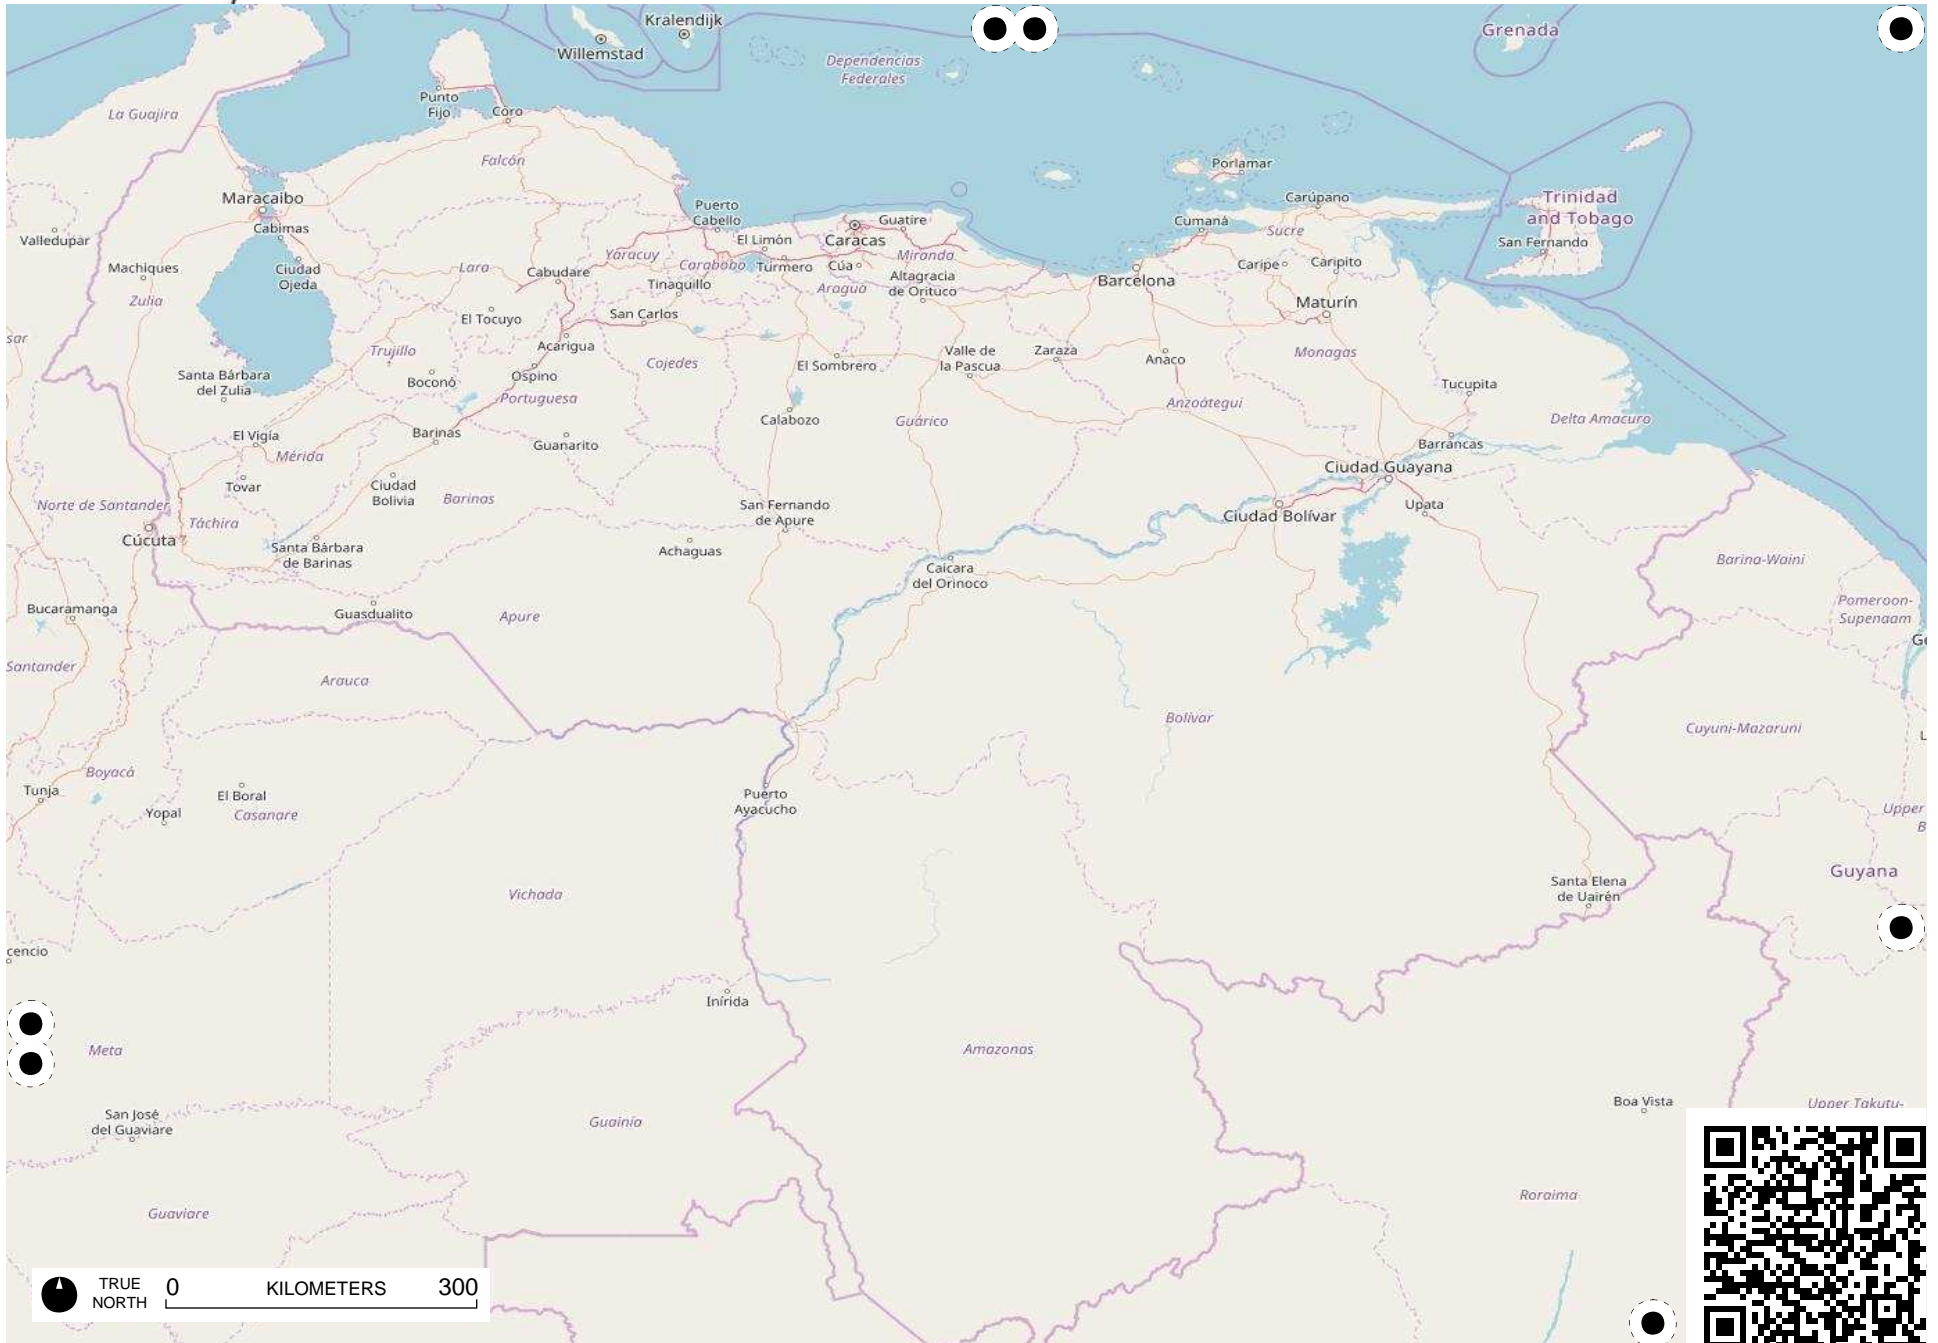 Kralendijk
Willemstad
Grenada
Dependencias
Federales
La Guajira
Punto
Fijo
Coro
Falcón
Porlamar
Maracaibo
Cabimas
Puerto
Cabello
Carúpano
Trinidad
and Tobago
Valledupar
El Limón
Caracas
Guatire
Cumaná
Sucre
San Fernando
Machiques
Ciudad
Ojeda
Lara
Cabudare
Yaracuy
Carabobo
Turmero
Cúa
Miranda
Altagracia
de Orituco
Barcelona
Caripe
Caripito
Zulia
Tinaquillo
Aragua
Maturín
El Tocuyo
San Carlos
sar
Trujillo
Acarigua
Cojedes
El Sombrero
Valle de
la Pascua
Zaraza
Anaco
Monagas
Santa Bárbara
del Zulia
Boconó
Ospino
Portuguesa
Tucupita
Calabozo
Guárico
Anzoátegui
Delta Amacuro
El Vigía
Mérida
Barinas
Guanarito
Barrancas
Ciudad Guayana
Tovar
Ciudad
Bolivia
Barinas
Norte de Santander
Táchira
San Fernando
de Apure
Ciudad Bolívar
Upata
Cúcuta
Santa Bárbara
de Barinas
Achaguas
Caicara
del Orinoco
Barina-Waini
Bucaramanga
Guasdualito
Apure
Pomeroon-
Supenaam
Ge
Santander
Arauca
Bolívar
Cuyuni-Mazaruni
L
Boyacá
Tunja
El Boral
Yopal
Casanare
Puerto
Ayacucho
Upper
B
Vichada
Santa Elena
de Uairén
Guyana
cencio
Inírida
Meta
Amazonas
San José
del Guaviare
Guainía
Boa Vista
Upper Takutu-
Guaviare
Roraima
TRUE
NORTH
0 KILOMETERS 300